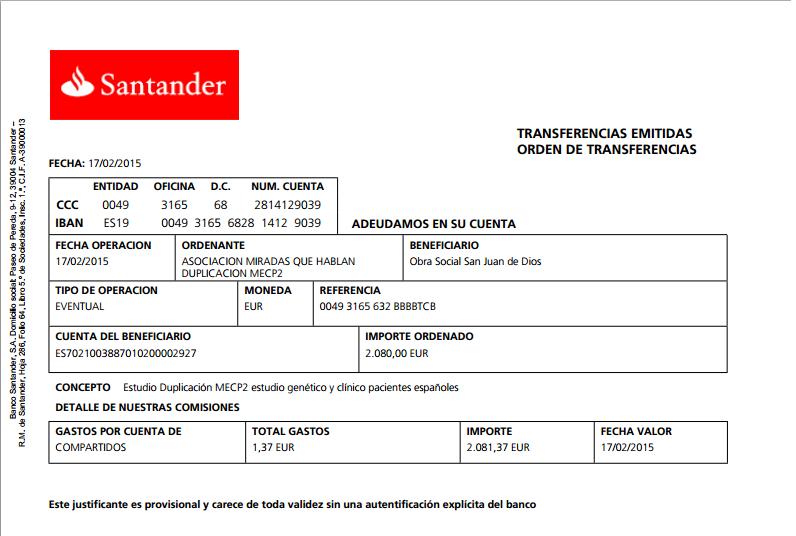 Santander
TRANSFERENCIAS EMITIDAS
ORDEN DE TRANSFERENCIAS
FECHA: 17/02/2015
ENTIDAD OFICINA D.C. NUM. CUENTA
CCC 0049 3165 68 2814129039
IBAN ES19 0049 3165 6828 1412 9039
ADEUDAMOS EN SU CUENTA
FECHA OPERACION ORDENANTE BENEFICIARIO
17/02/2015 ASOCIACION MIRADAS QUE HABLAN Obra Social San Juan de Dios
DUPLICACION MECP2
TIPO DE OPERACION MONEDA REFERENCIA
EVENTUAL EUR 0049 3165 632 BBBBTCB
CUENTA DEL BENEFICIARIO IMPORTE ORDENADO
ES7021003887010200002927 2.080,00 EUR
CONCEPTO Estudio Duplicación MECP2 estudio genético y clínico pacientes españoles
DETALLE DE NUESTRAS COMISIONES
GASTOS POR CUENTA DE TOTAL GASTOS IMPORTE FECHA VALOR
COMPARTIDOS 1,37 EUR 2.081,37 EUR 17/02/2015
Este justificante es provisional y carece de toda validez sin una autentificación explícita del banco
Banco Santander, S.A. Domicilio social: Paseo de Pereda, 9-12, 39004 Santander –
R.M. de Santander, Hoja 286, Folio 64, Libro 5.º de Sociedades, Insc. 1.ª, C.I.F. A-39000013